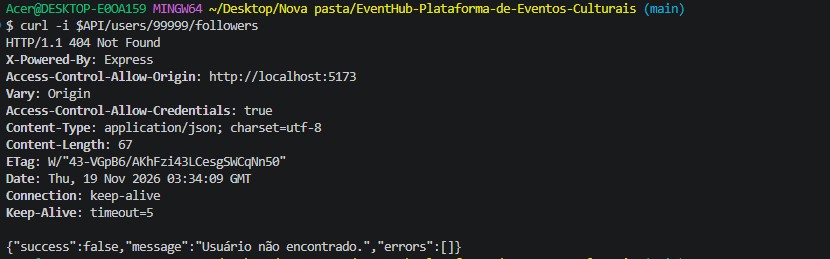 Acer@DESKTOP-E0OA159 MINGW64 ~/Desktop/Nova pasta/EventHub-Plataforma-de-Eventos-Culturais (main)
$ curl -i $API/users/99999/followers
HTTP/1.1 404 Not Found
X-Powered-By: Express
Access-Control-Allow-Origin: http://localhost:5173
Vary: Origin
Access-Control-Allow-Credentials: true
Content-Type: application/json; charset=utf-8
Content-Length: 67
ETag: W/"43-VGpB6/AKhFzi43LCesgSWCqNn50"
Date: Thu, 19 Nov 2026 03:34:09 GMT
Connection: keep-alive
Keep-Alive: timeout=5
{"success":false,"message":"Usuário não encontrado.","errors":[]}